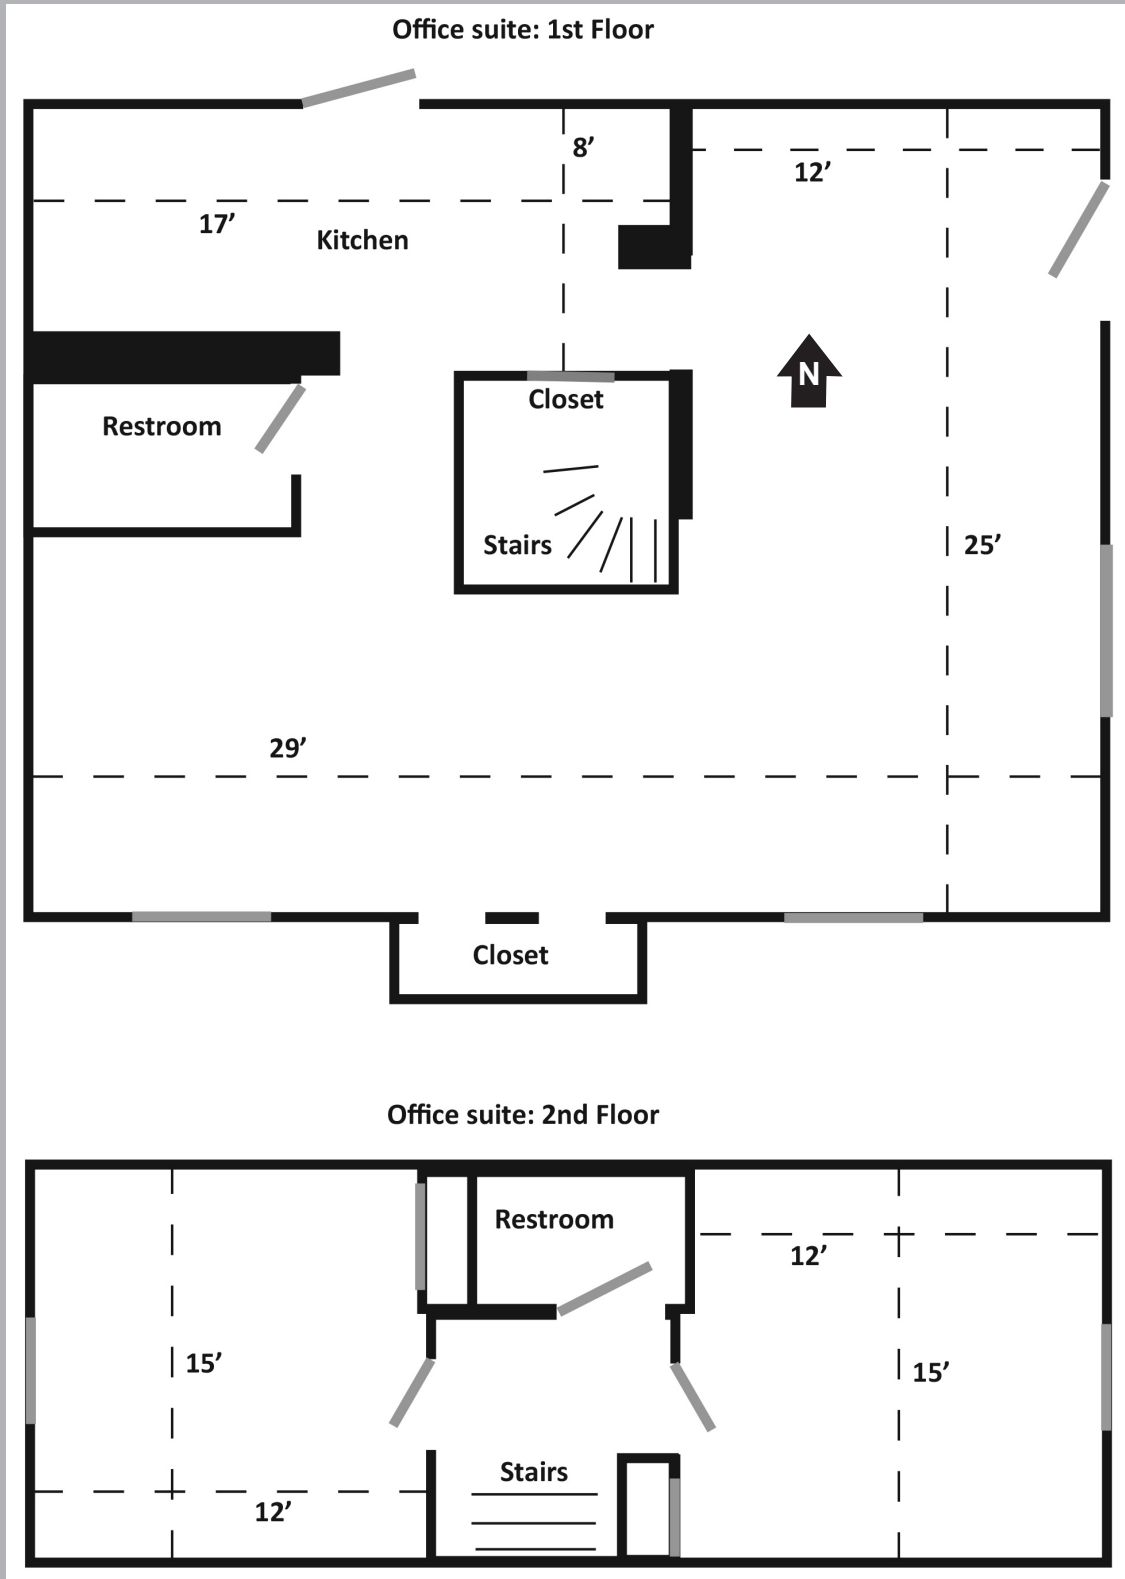 Office suite: 1st Floor
8’
12’
17’
Kitchen
N
Closet
Restroom
Stairs
25’
29’
Closet
Office suite: 2nd Floor
Restroom
12’
15’
15’
Stairs
12’